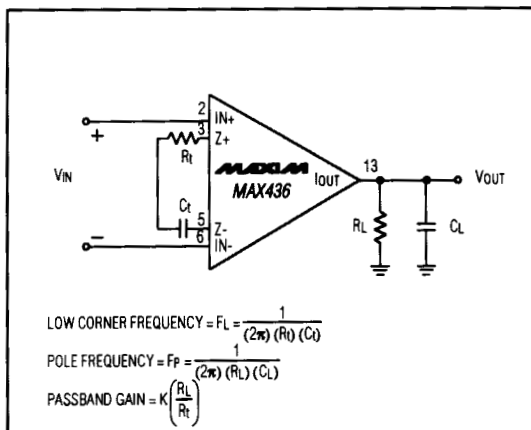 2
IN+
+
3
Z+
Rt
MAXIM
IOUT
13
VOUT
VIN
MAX436
Ct
RL
CL
5
Z-
−
6
IN-
LOW CORNER FREQUENCY = FL = 1 / (2π) (Rt) (Ct)
POLE FREQUENCY = FP = 1 / (2π) (RL) (CL)
PASSBAND GAIN = K(RL / Rt)